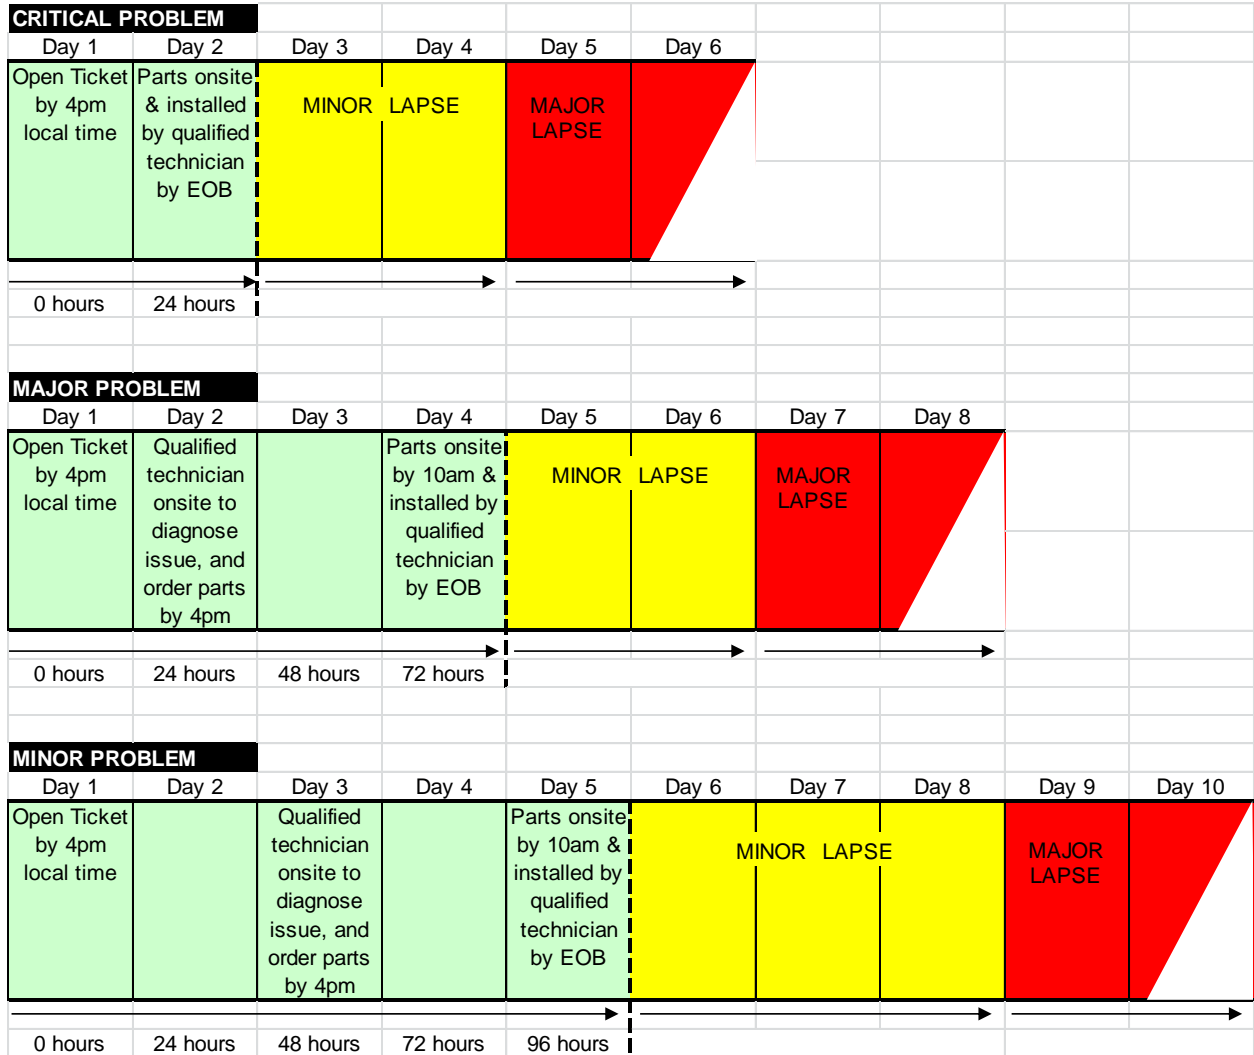 CRITICAL PROBLEM
Day 1 Day 2 Day 3 Day 4 Day 5 Day 6
Open Ticket
by 4pm
local time
Parts onsite
& installed
by qualified
technician
by EOB
MINOR LAPSE
MAJOR
LAPSE
0 hours 24 hours
MAJOR PROBLEM
Day 1 Day 2 Day 3 Day 4 Day 5 Day 6 Day 7 Day 8
Open Ticket
by 4pm
local time
Qualified
technician
onsite to
diagnose
issue, and
order parts
by 4pm
Parts onsite
by 10am &
installed by
qualified
technician
by EOB
MINOR LAPSE
MAJOR
LAPSE
0 hours 24 hours 48 hours 72 hours
MINOR PROBLEM
Day 1 Day 2 Day 3 Day 4 Day 5 Day 6 Day 7 Day 8 Day 9 Day 10
Open Ticket
by 4pm
local time
Qualified
technician
onsite to
diagnose
issue, and
order parts
by 4pm
Parts onsite
by 10am &
installed by
qualified
technician
by EOB
MINOR LAPSE
MAJOR
LAPSE
0 hours 24 hours 48 hours 72 hours 96 hours